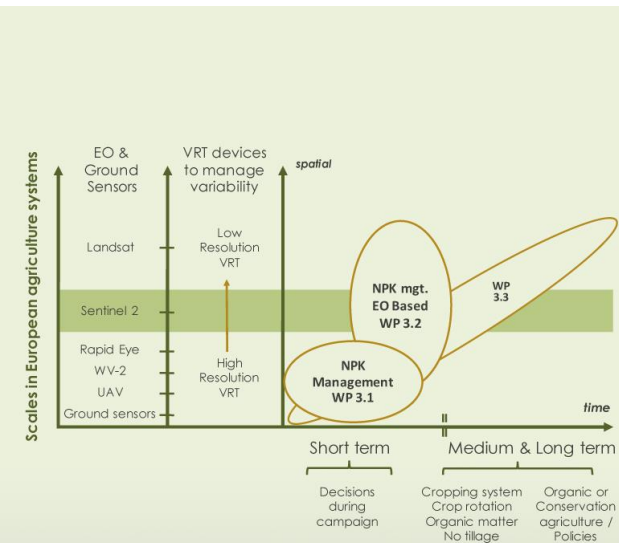 Scales in European agriculture systems
EO &
Ground
Sensors
VRT devices
to manage
variability
spatial
Landsat
Sentinel 2
Rapid Eye
WV-2
UAV
Ground sensors
Low
Resolution
VRT
High
Resolution
VRT
NPK mgt.
EO Based
WP 3.2
WP
3.3
NPK
Management
WP 3.1
time
Short term
Medium & Long term
Decisions
during
campaign
Cropping system
Crop rotation
Organic matter
No tillage
Organic or
Conservation
agriculture /
Policies